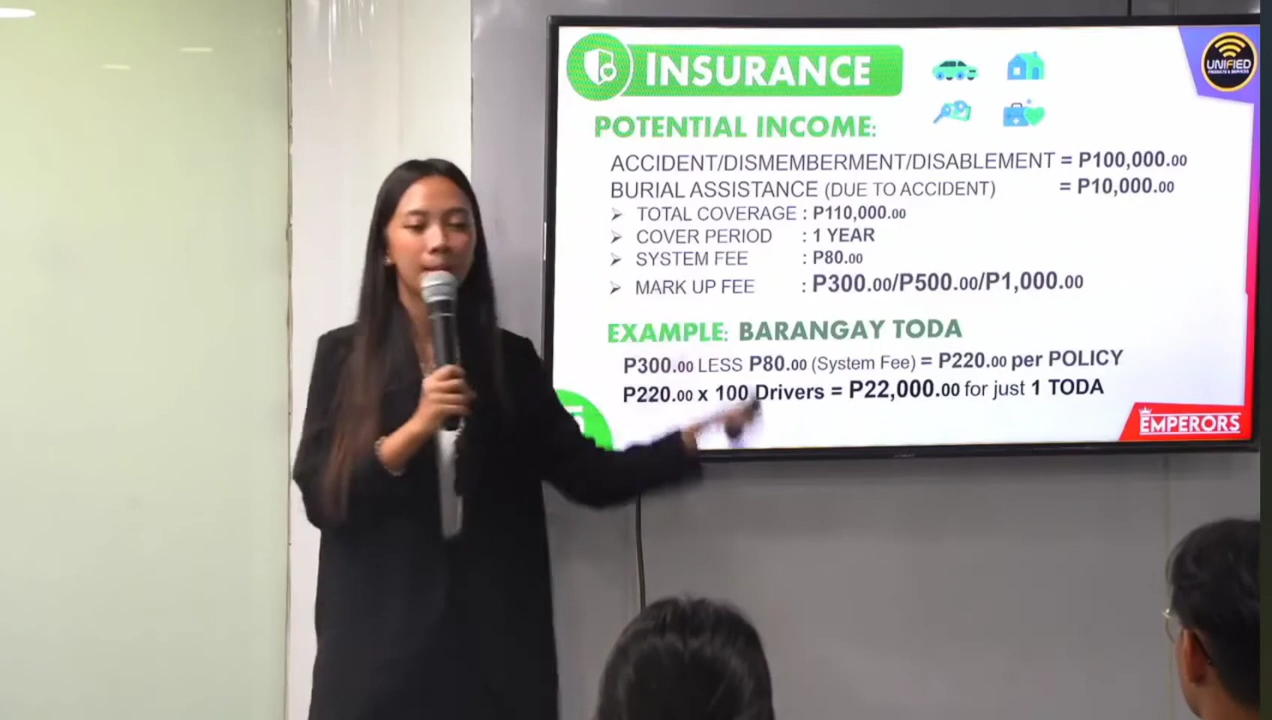 INSURANCE
UNIFIED
PRODUCTS & SERVICES
POTENTIAL INCOME:
ACCIDENT/DISMEMBERMENT/DISABLEMENT = P100,000.00
BURIAL ASSISTANCE (DUE TO ACCIDENT) = P10,000.00
➢ TOTAL COVERAGE : P110,000.00
➢ COVER PERIOD : 1 YEAR
➢ SYSTEM FEE : P80.00
➢ MARK UP FEE : P300.00/P500.00/P1,000.00
EXAMPLE: BARANGAY TODA
P300.00 LESS P80.00 (System Fee) = P220.00 per POLICY
P220.00 x 100 Drivers = P22,000.00 for just 1 TODA
EMPERORS